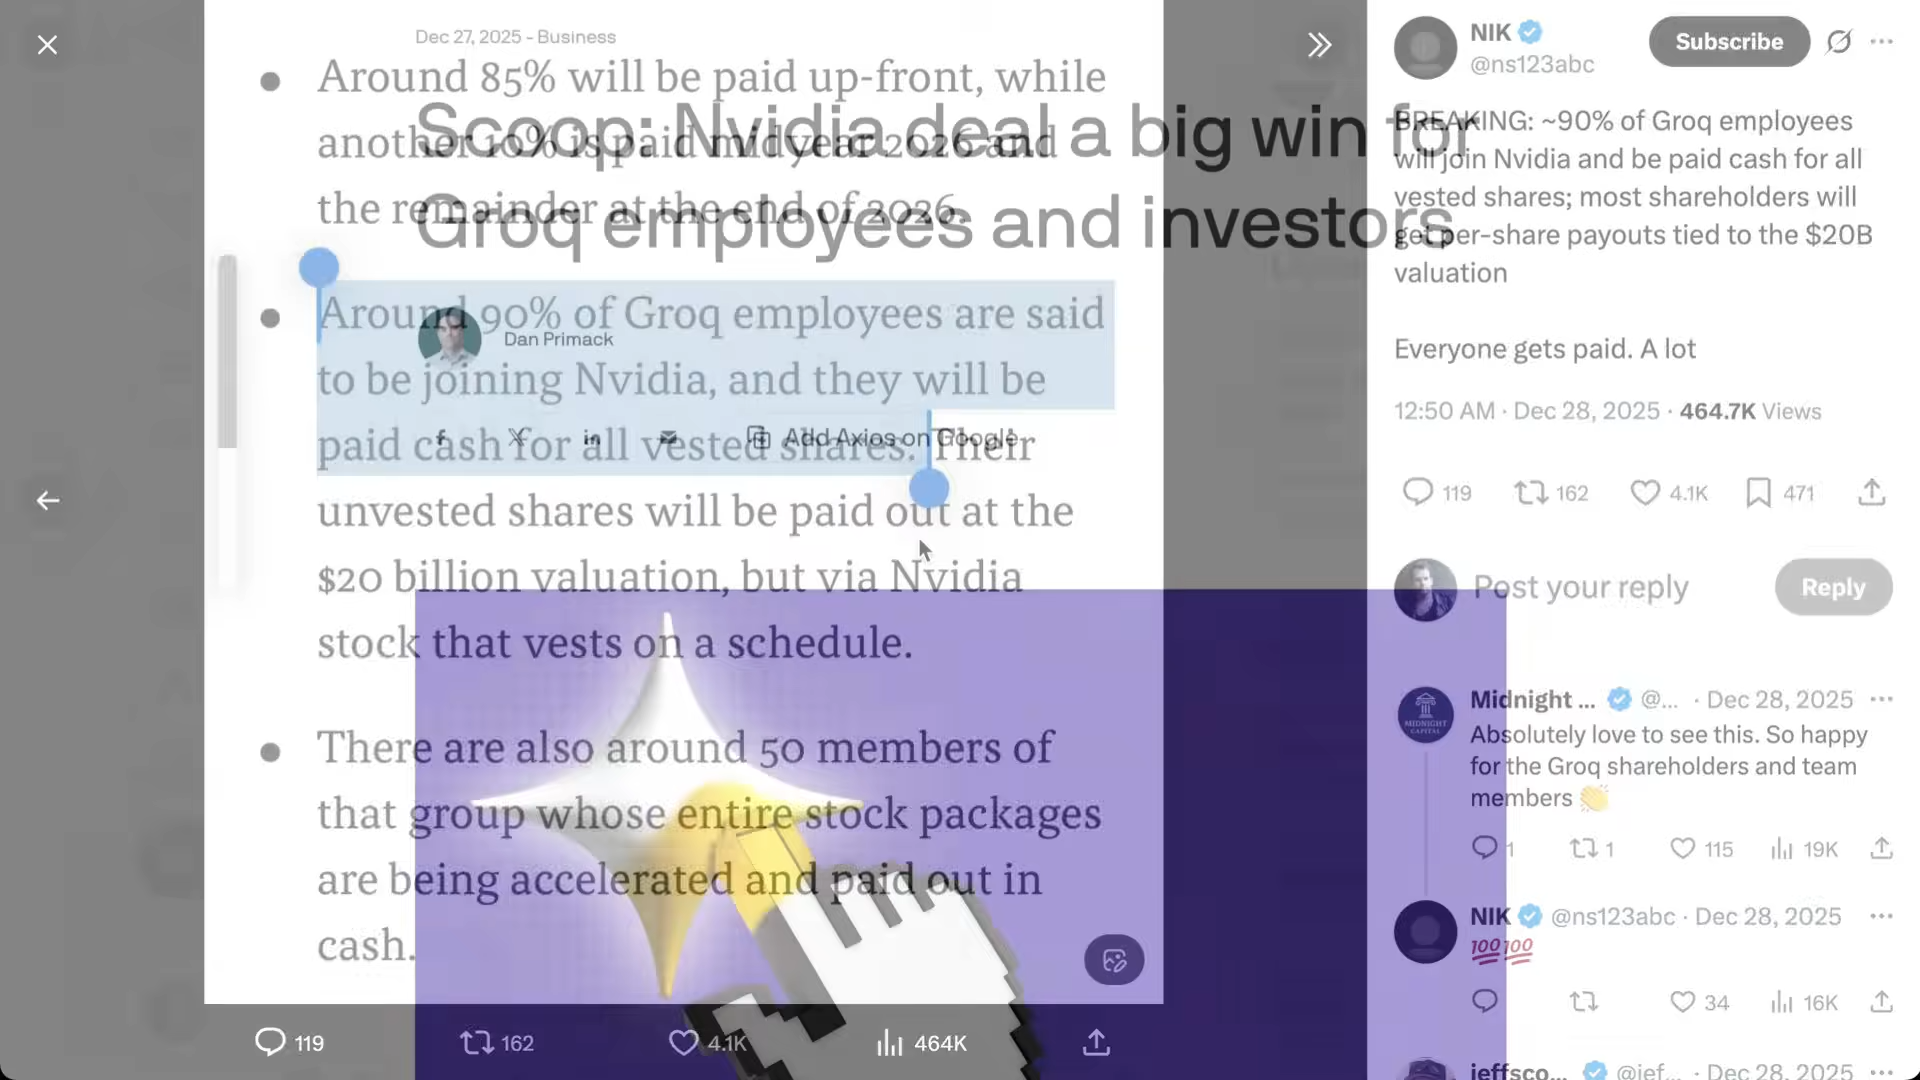 Dec 27, 2025 - Business
Scoop: Nvidia deal a big win for
Groq employees and investors
Dan Primack
Add Axios on Google
Around 85% will be paid up-front, while
another 10% is paid midyear 2026 and
the remainder at the end of 2026.
Around 90% of Groq employees are said
to be joining Nvidia, and they will be
paid cash for all vested shares. Their
unvested shares will be paid out at the
$20 billion valuation, but via Nvidia
stock that vests on a schedule.
There are also around 50 members of
that group whose entire stock packages
are being accelerated and paid out in
cash.
119
162
4.1K
464K
NIK
@ns123abc
Subscribe
BREAKING: ~90% of Groq employees
will join Nvidia and be paid cash for all
vested shares; most shareholders will
get per-share payouts tied to the $20B
valuation
Everyone gets paid. A lot
12:50 AM · Dec 28, 2025 · 464.7K Views
119 162 4.1K 471
Post your reply
Reply
MIDNIGHT
CAPITAL
Midnight ... @... · Dec 28, 2025
Absolutely love to see this. So happy
for the Groq shareholders and team
members 👏
1 1 115 19K
NIK @ns123abc · Dec 28, 2025
💯💯
34 16K
jeffsco... @jef... · Dec 28, 2025